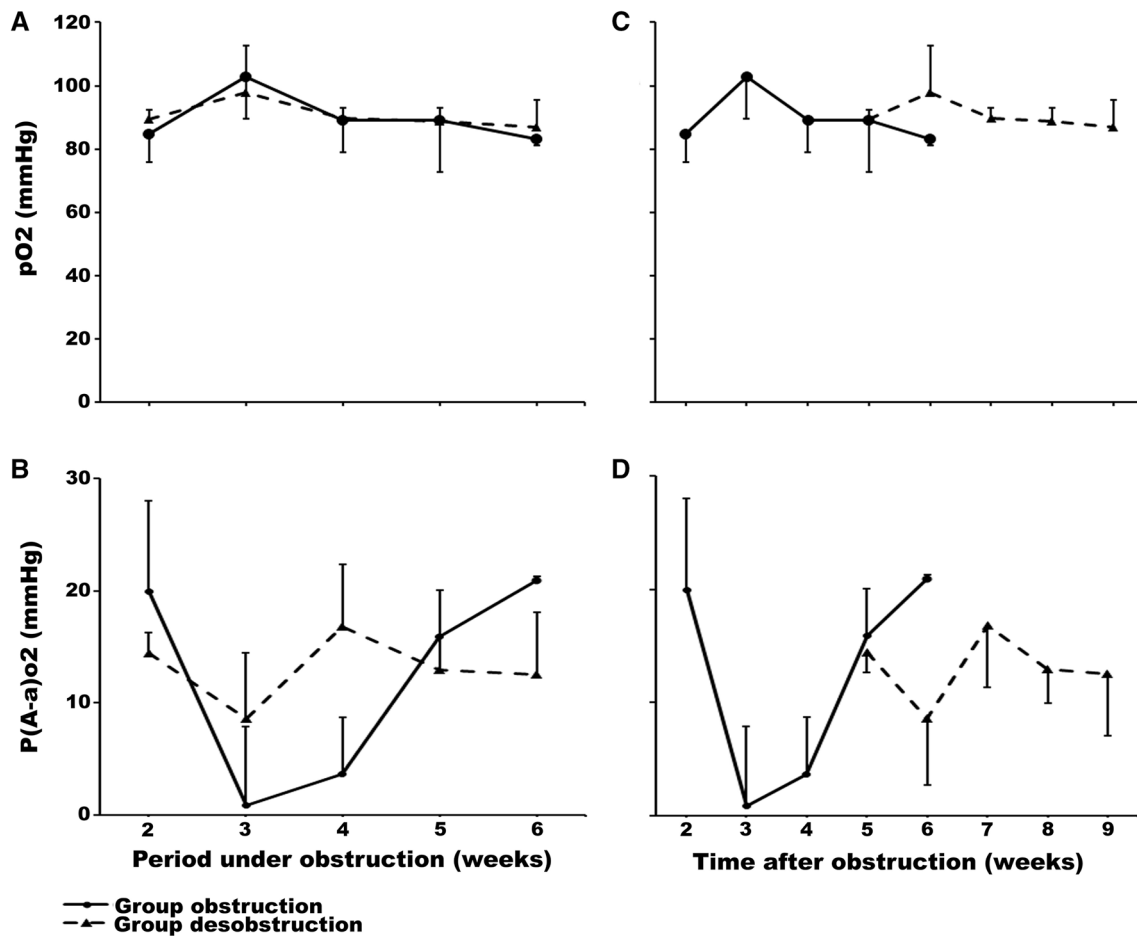 A
C
120
100
80
60
40
20
0
pO2 (mmHg)
B
D
30
20
10
0
P(A-a)o2 (mmHg)
2 3 4 5 6
2 3 4 5 6 7 8 9
Period under obstruction (weeks)
Time after obstruction (weeks)
Group obstruction
Group desobstruction